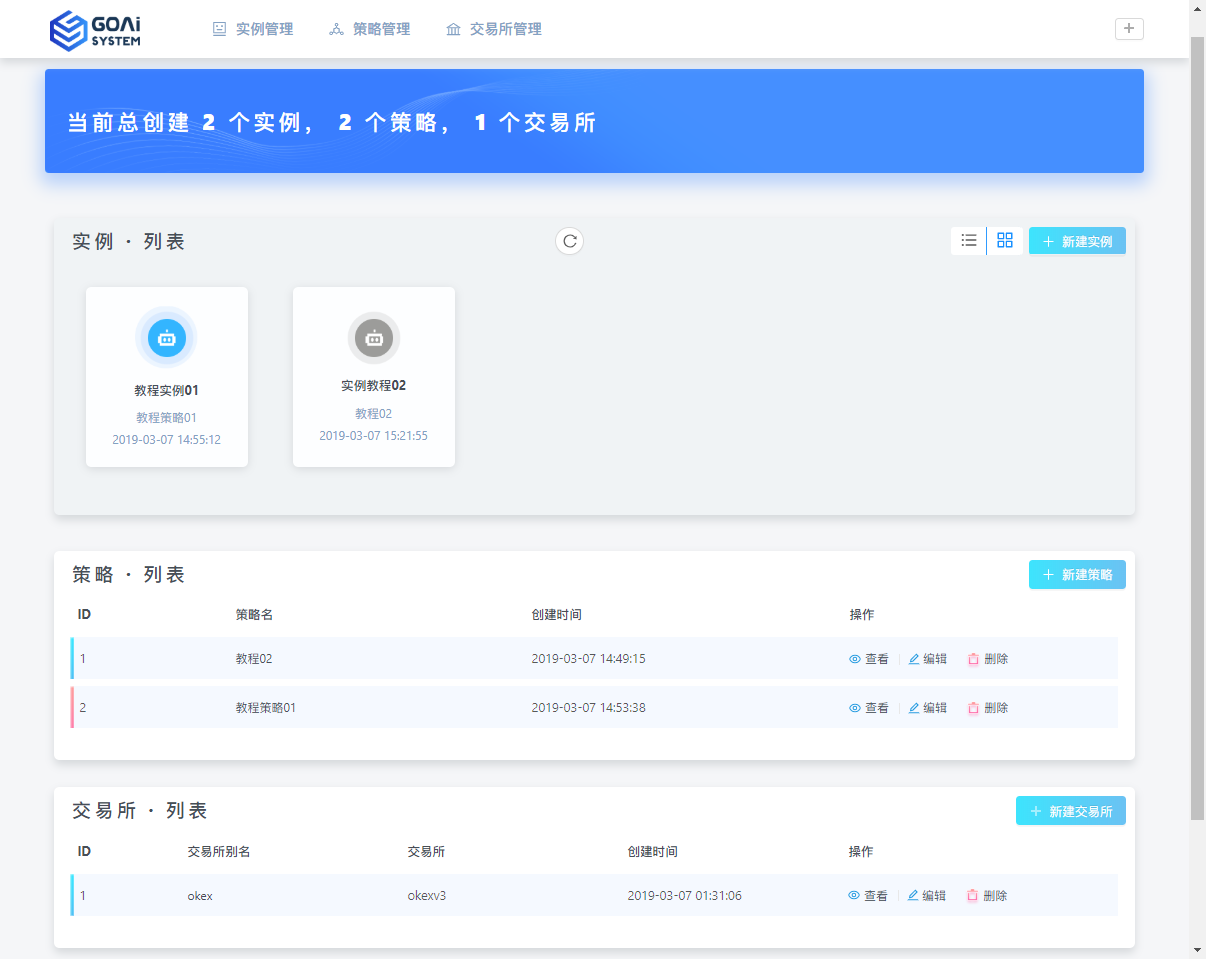 GOAi
SYSTEM
实例管理 策略管理 交易所管理
当前总创建 2 个实例， 2 个策略， 1 个交易所
实例 · 列表
新建实例
教程实例01
教程策略01
2019-03-07 14:55:12
实例教程02
教程02
2019-03-07 15:21:55
策略 · 列表
新建策略
ID 策略名 创建时间 操作
1 教程02 2019-03-07 14:49:15 查看 编辑 删除
2 教程策略01 2019-03-07 14:53:38 查看 编辑 删除
交易所 · 列表
新建交易所
ID 交易所别名 交易所 创建时间 操作
1 okex okexv3 2019-03-07 01:31:06 查看 编辑 删除